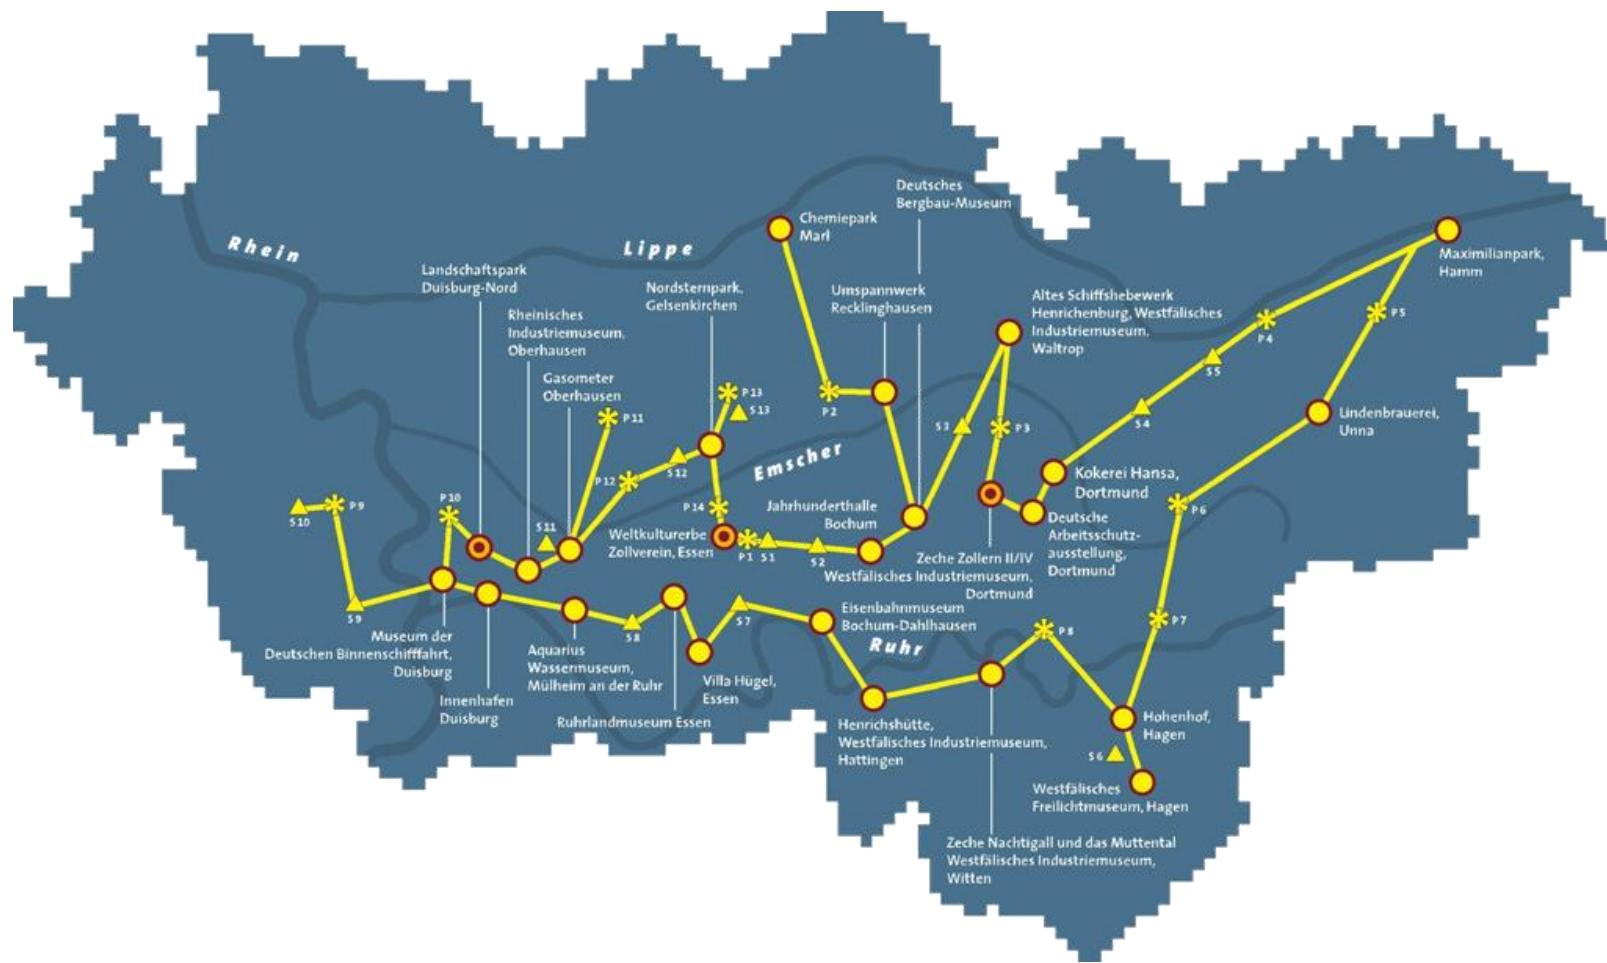 Deutsches
Bergbau-Museum
Chemiepark
Marl
Rhein
Lippe
Landschaftspark
Duisburg-Nord
Nordsternpark,
Gelsenkirchen
Umspannwerk
Recklinghausen
Altes Schiffshebewerk
Henrichenburg, Westfälisches
Industriemuseum,
Waltrop
Maximilianpark,
Hamm
Rheinisches
Industriemuseum,
Oberhausen
Gasometer
Oberhausen
P4
P5
S5
P13
S13
P2
S4
P11
S3
P3
Lindenbrauerei,
Unna
Emscher
S12
P12
Kokerei Hansa,
Dortmund
P9
S10
P10
P14
P6
Jahrhunderthalle
Bochum
Deutsche
Arbeitsschutz-
ausstellung,
Dortmund
S11
Weltkulturerbe
Zollverein, Essen
P1
S1
S2
Zeche Zollern II/IV
Westfälisches Industriemuseum,
Dortmund
S9
S8
S7
Eisenbahnmuseum
Bochum-Dahlhausen
P8
P7
Museum der
Deutschen Binnenschifffahrt,
Duisburg
Ruhr
Aquarius
Wassermuseum,
Mülheim an der Ruhr
Villa Hügel,
Essen
Innenhafen
Duisburg
Ruhrlandmuseum Essen
Henrichshütte,
Westfälisches Industriemuseum,
Hattingen
Hohenhof,
Hagen
S6
Westfälisches
Freilichtmuseum, Hagen
Zeche Nachtigall und das Muttental
Westfälisches Industriemuseum,
Witten